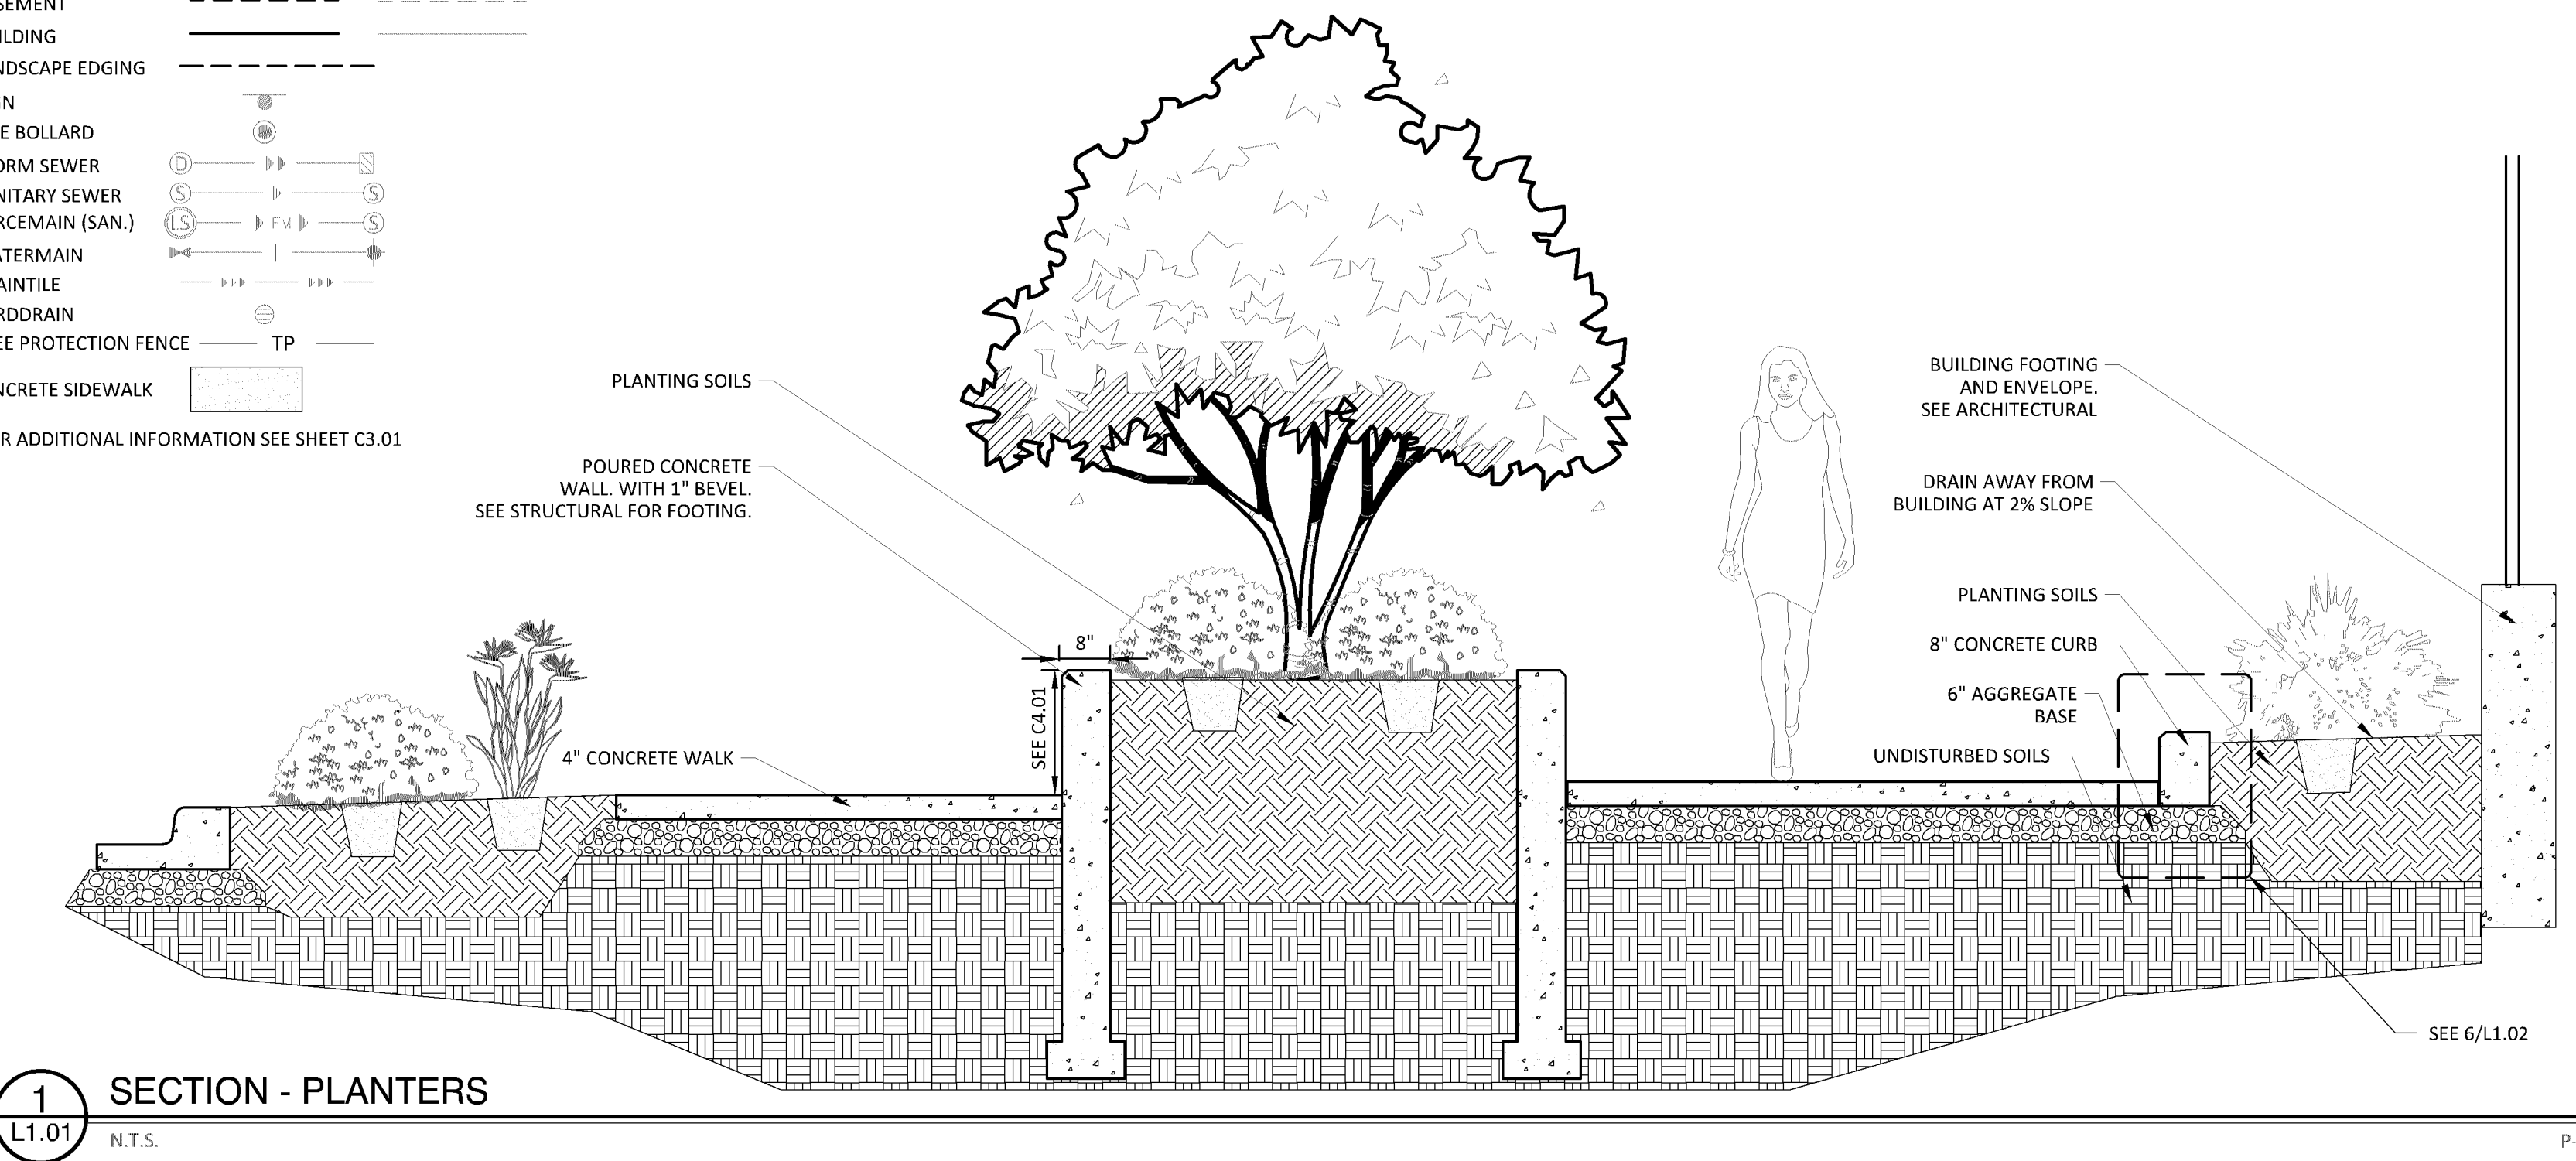 SEMENT
ILDING
NDSCAPE EDGING
N
E BOLLARD
ORM SEWER
D
NITARY SEWER
S
S
RCEMAIN (SAN.)
LS
FM
S
ATERMAIN
AINTILE
RDDRAIN
EE PROTECTION FENCE
TP
NCRETE SIDEWALK
R ADDITIONAL INFORMATION SEE SHEET C3.01
PLANTING SOILS
POURED CONCRETE
WALL. WITH 1" BEVEL.
SEE STRUCTURAL FOR FOOTING.
8"
SEE C4.01
4" CONCRETE WALK
BUILDING FOOTING
AND ENVELOPE.
SEE ARCHITECTURAL
DRAIN AWAY FROM
BUILDING AT 2% SLOPE
PLANTING SOILS
8" CONCRETE CURB
6" AGGREGATE
BASE
UNDISTURBED SOILS
SEE 6/L1.02
1
L1.01
SECTION - PLANTERS
N.T.S.
P-